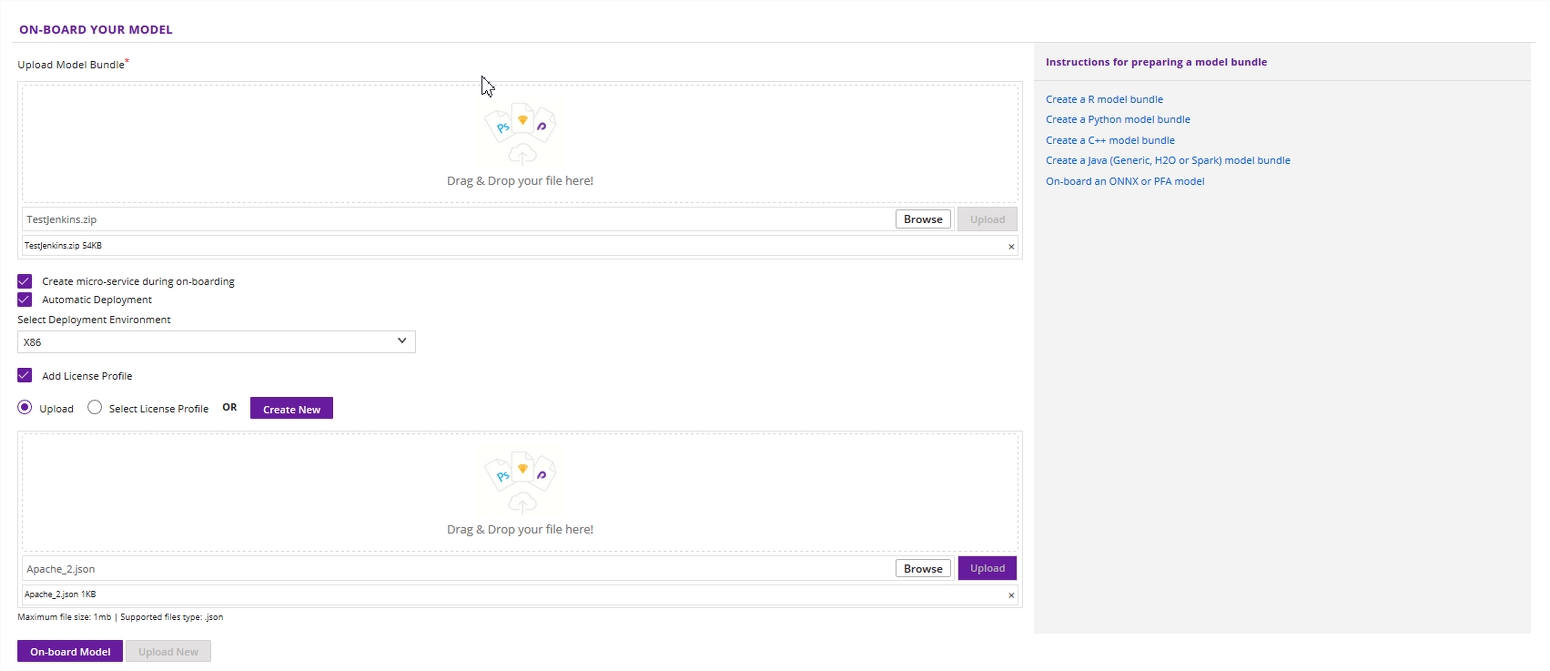 ON-BOARD YOUR MODEL
Upload Model Bundle*
Ps
Drag & Drop your file here!
TestJenkins.zip Browse Upload
TestJenkins.zip 54KB ×
Create micro-service during on-boarding
Automatic Deployment
Select Deployment Environment
X86
Add License Profile
Upload Select License Profile OR Create New
Ps
Drag & Drop your file here!
Apache_2.json Browse Upload
Apache_2.json 1KB ×
Maximum file size: 1mb | Supported files type: .json
On-board Model Upload New
Instructions for preparing a model bundle
Create a R model bundle
Create a Python model bundle
Create a C++ model bundle
Create a Java (Generic, H2O or Spark) model bundle
On-board an ONNX or PFA model